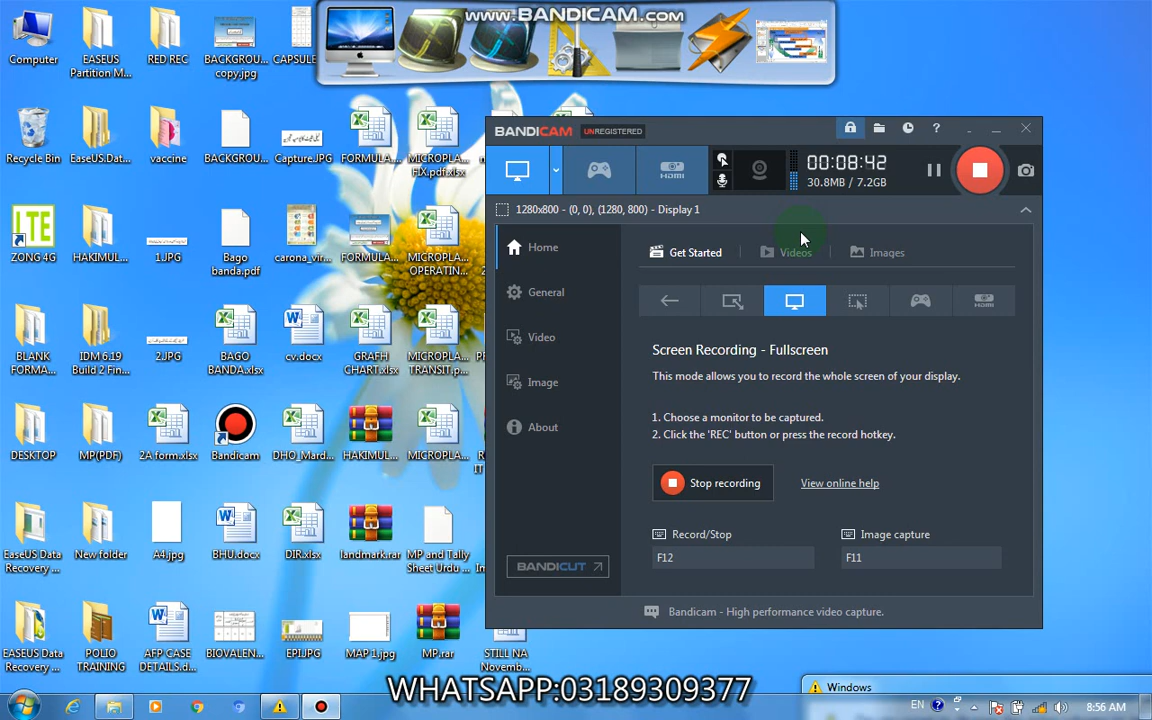 www.BANDICAM.com
Computer
EASEUS
Partition M...
RED REC
BACKGROU...
copy.jpg
CAPSULE
Recycle Bin
EaseUS.Dat...
vaccine
BACKGROU...
Capture.JPG
FORMULA...
MICROPLA...
FIX.pdf.xlsx
ZONG 4G
HAKIMUL...
1.JPG
Bago
banda.pdf
carona_vir...
FORMULA...
MICROPLA...
OPERATIN...
BLANK
FORMA...
IDM 6.19
Build 2 Fin...
2.JPG
BAGO
BANDA.xlsx
cv.docx
GRAFH
CHART.xlsx
MICROPLA...
TRANSIT.p...
DESKTOP
MP(PDF)
2A form.xlsx
Bandicam
DHO_Mard...
HAKIMUL...
MICROPLA...
EaseUS Data
Recovery ...
New folder
A4.jpg
BHU.docx
DIR.xlsx
landmark.rar
MP and Tally
Sheet Urdu ...
EASEUS Data
Recovery ...
POLIO
TRAINING
AFP CASE
DETAILS.d...
BIOVALEN...
EPI.JPG
MAP 1.jpg
MP.rar
STILL NA
Novemb...
LTE
BANDICAM UNREGISTERED
HDMI
00:08:42
30.8MB / 7.2GB
1280x800 - (0, 0), (1280, 800) - Display 1
Home
General
Video
Image
About
BANDICUT
Get Started
Videos
Images
HDMI
Screen Recording - Fullscreen
This mode allows you to record the whole screen of your display.
1. Choose a monitor to be captured.
2. Click the 'REC' button or press the record hotkey.
Stop recording
View online help
Record/Stop
Image capture
F12
F11
Bandicam - High performance video capture.
WHATSAPP:03189309377
Windows
EN
8:56 AM